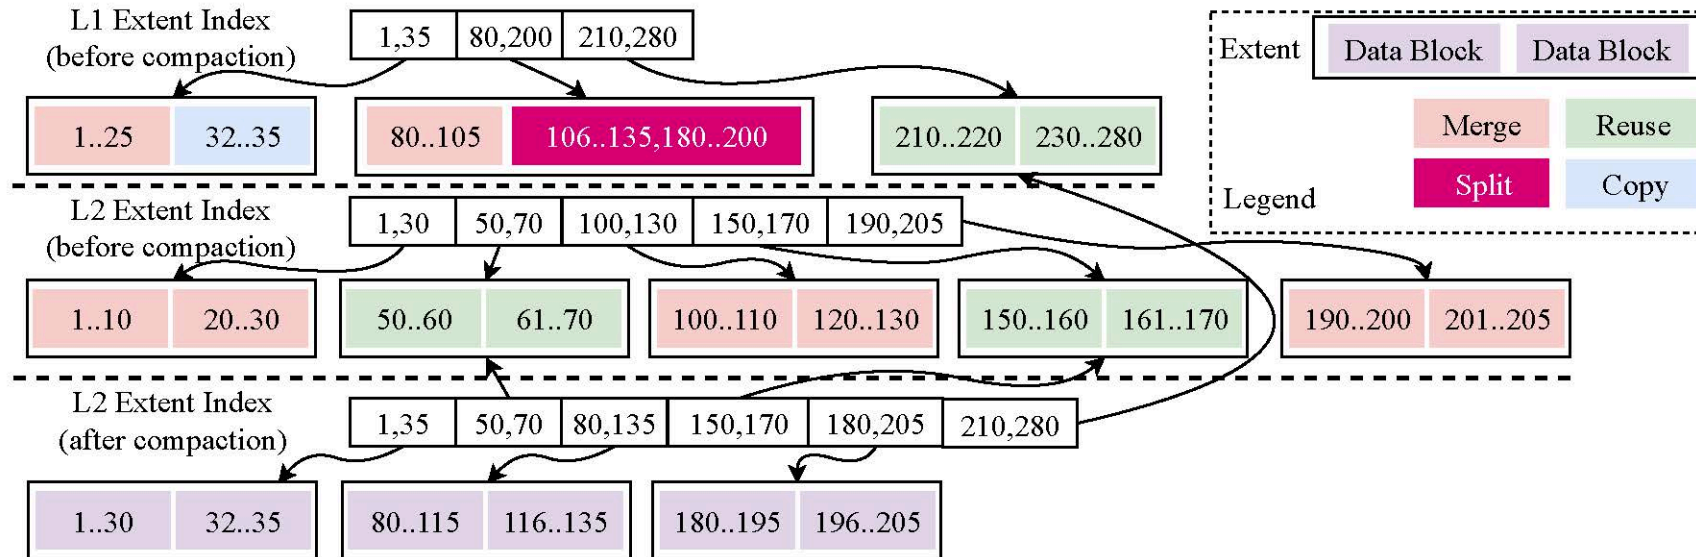 L1 Extent Index
(before compaction)
1,35 80,200 210,280
1..25 32..35 80..105 106..135,180..200 210..220 230..280
Extent Data Block Data Block
Merge Reuse
Legend Split Copy
L2 Extent Index
(before compaction)
1,30 50,70 100,130 150,170 190,205
1..10 20..30 50..60 61..70 100..110 120..130 150..160 161..170 190..200 201..205
L2 Extent Index
(after compaction)
1,35 50,70 80,135 150,170 180,205 210,280
1..30 32..35 80..115 116..135 180..195 196..205